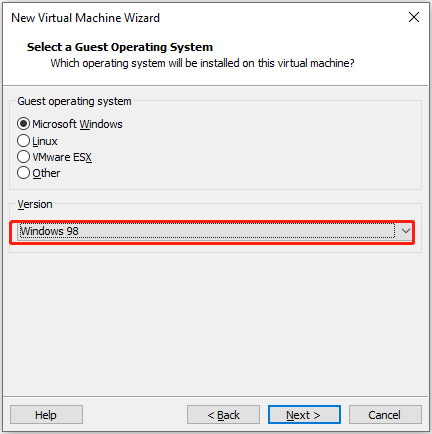 New Virtual Machine Wizard
Select a Guest Operating System
Which operating system will be installed on this virtual machine?
Guest operating system
Microsoft Windows
Linux
VMware ESX
Other
Version
Windows 98
Help
< Back
Next >
Cancel